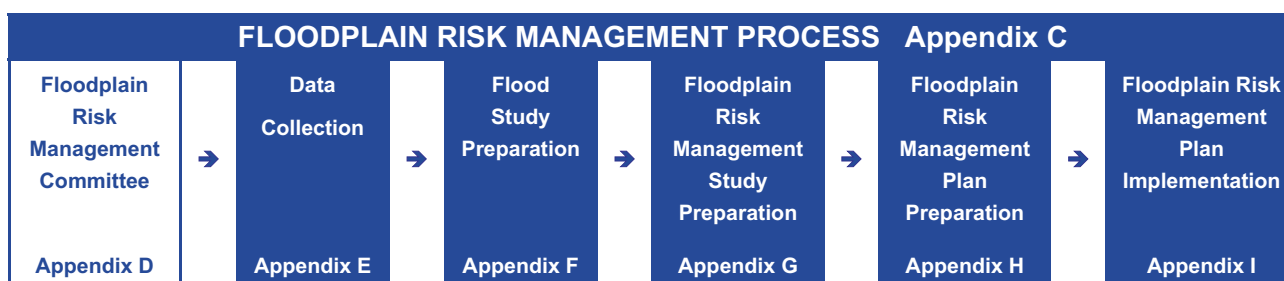 FLOODPLAIN RISK MANAGEMENT PROCESS Appendix C
Floodplain
Risk
Management
Committee
Appendix D
➔
Data
Collection
Appendix E
➔
Flood
Study
Preparation
Appendix F
➔
Floodplain
Risk
Management
Study
Preparation
Appendix G
➔
Floodplain
Risk
Management
Plan
Preparation
Appendix H
➔
Floodplain Risk
Management
Plan
Implementation
Appendix I